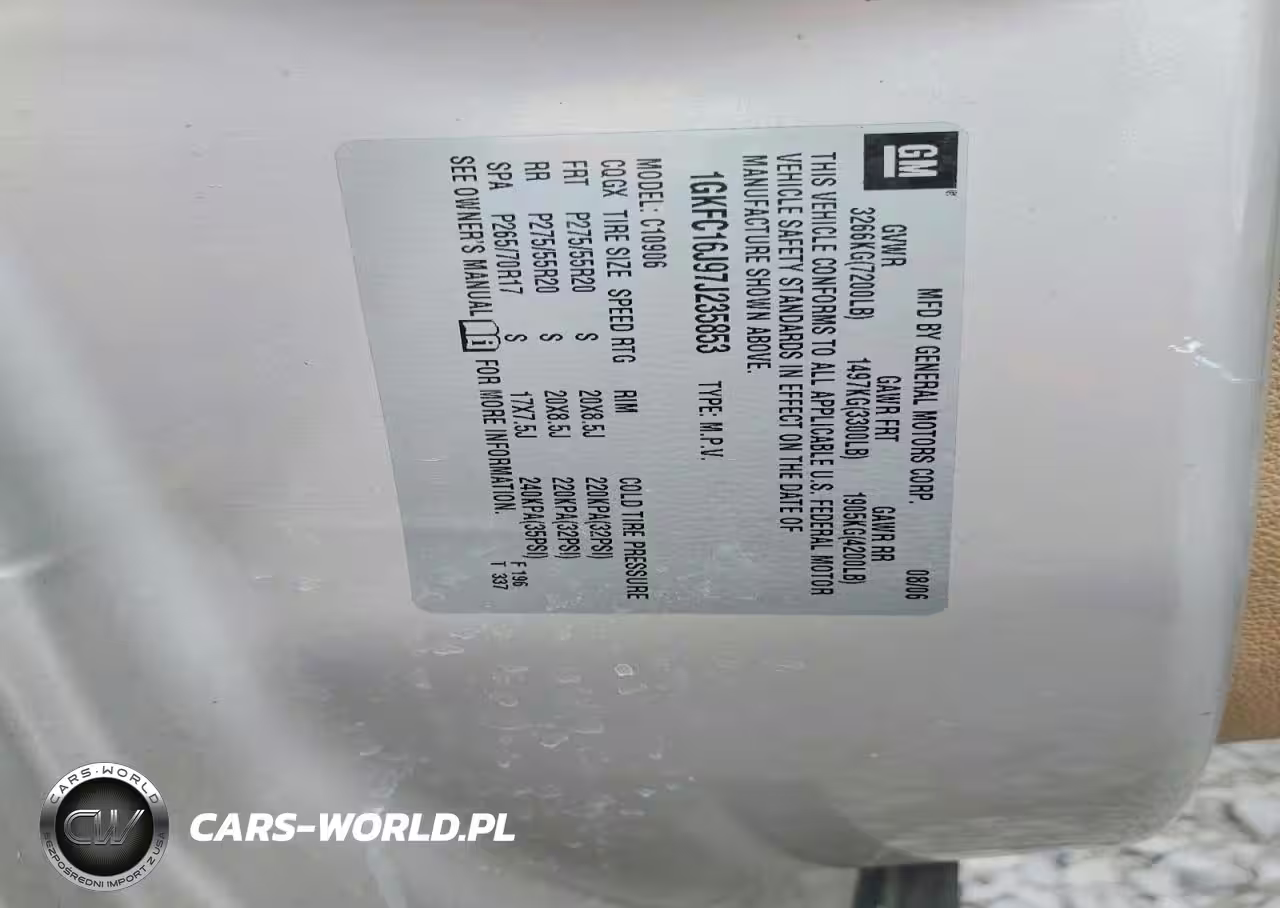 GM
MFD BY GENERAL MOTORS CORP. 08/06
GVWR GAWR FRT GAWR RR
3266KG(7200LB) 1497KG(3300LB) 1905KG(4200LB)
THIS VEHICLE CONFORMS TO ALL APPLICABLE U.S. FEDERAL MOTOR
VEHICLE SAFETY STANDARDS IN EFFECT ON THE DATE OF
MANUFACTURE SHOWN ABOVE.
1GKFC16J97J235853 TYPE: M.P.V.
MODEL: C10906
CQGX TIRE SIZE SPEED RTG RIM COLD TIRE PRESSURE
FRT P275/55R20 S 20X8.5J 220KPA(32PSI)
RR P275/55R20 S 20X8.5J 220KPA(32PSI)
SPA P265/70R17 S 17X7.5J 240KPA(35PSI)
SEE OWNER'S MANUAL i FOR MORE INFORMATION.
F 196
T 337
CARS-WORLD
CW
BEZPOŚREDNI IMPORT Z USA
CARS-WORLD.PL